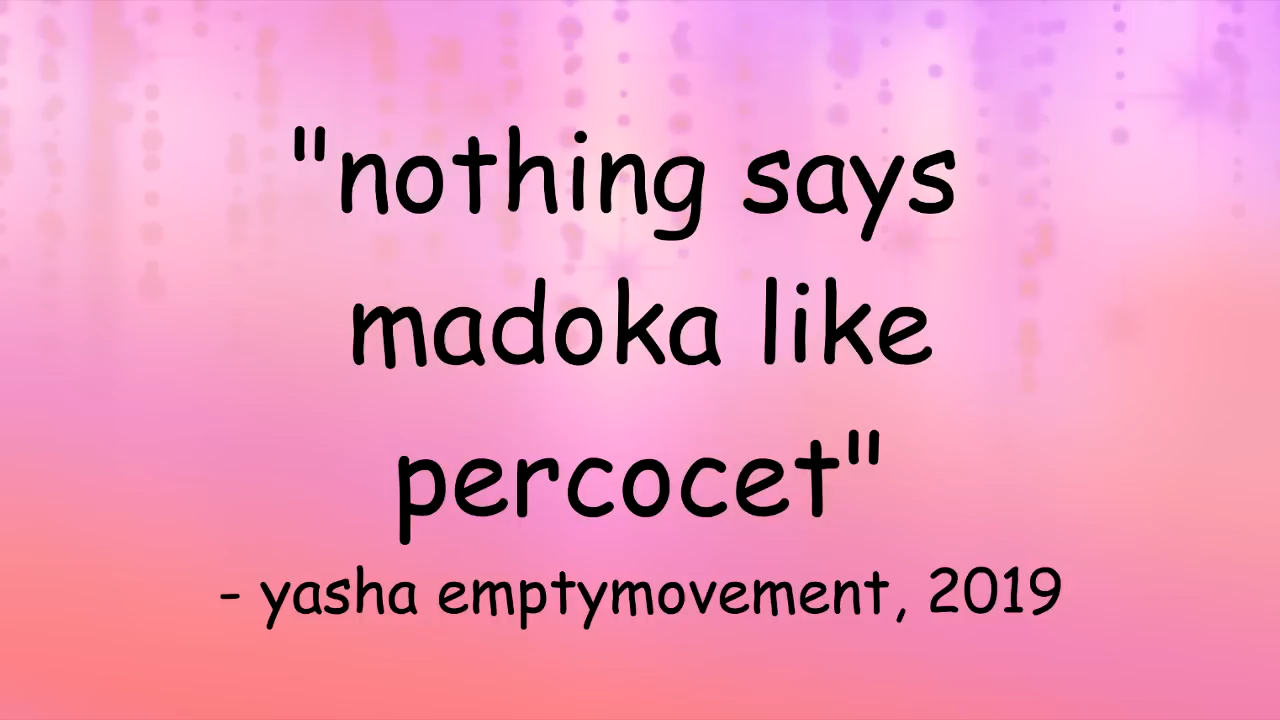 "nothing says
madoka like
percocet"
- yasha emptymovement, 2019